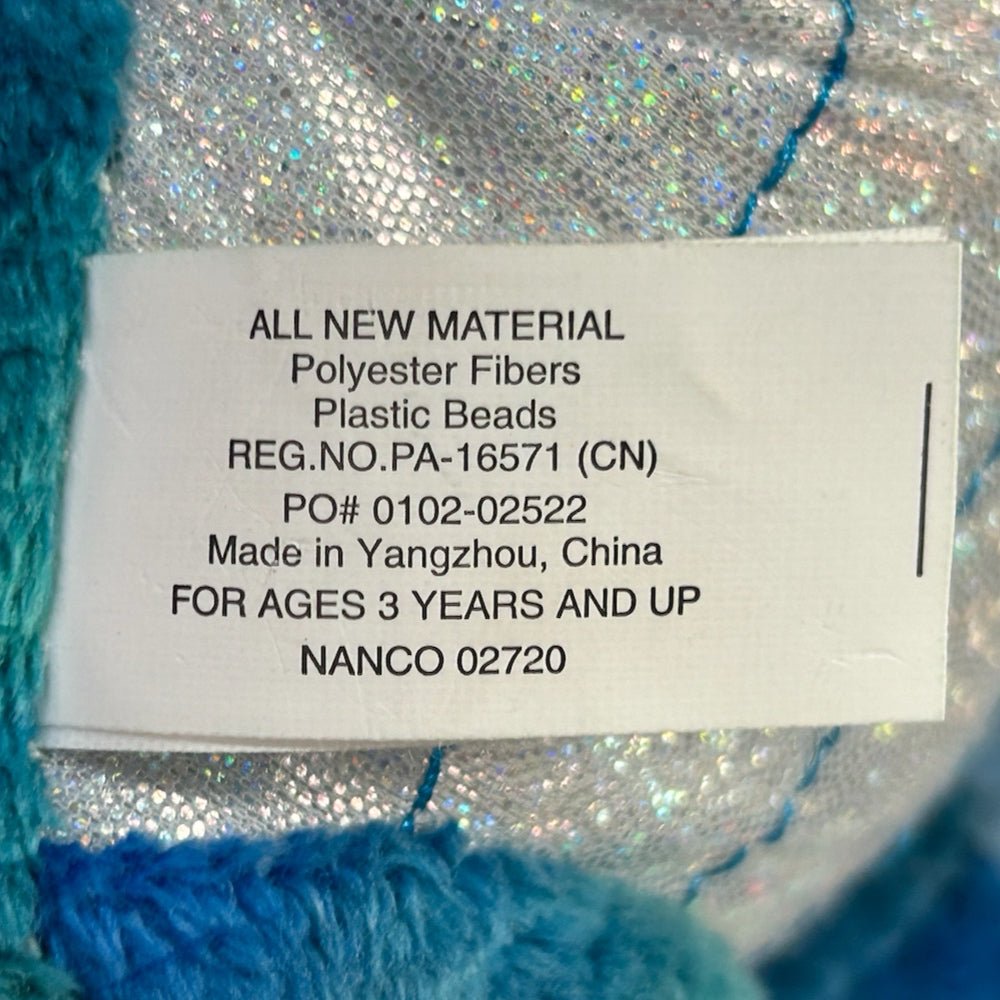 ALL NEW MATERIAL
Polyester Fibers
Plastic Beads
REG.NO.PA-16571 (CN)
PO# 0102-02522
Made in Yangzhou, China
FOR AGES 3 YEARS AND UP
NANCO 02720